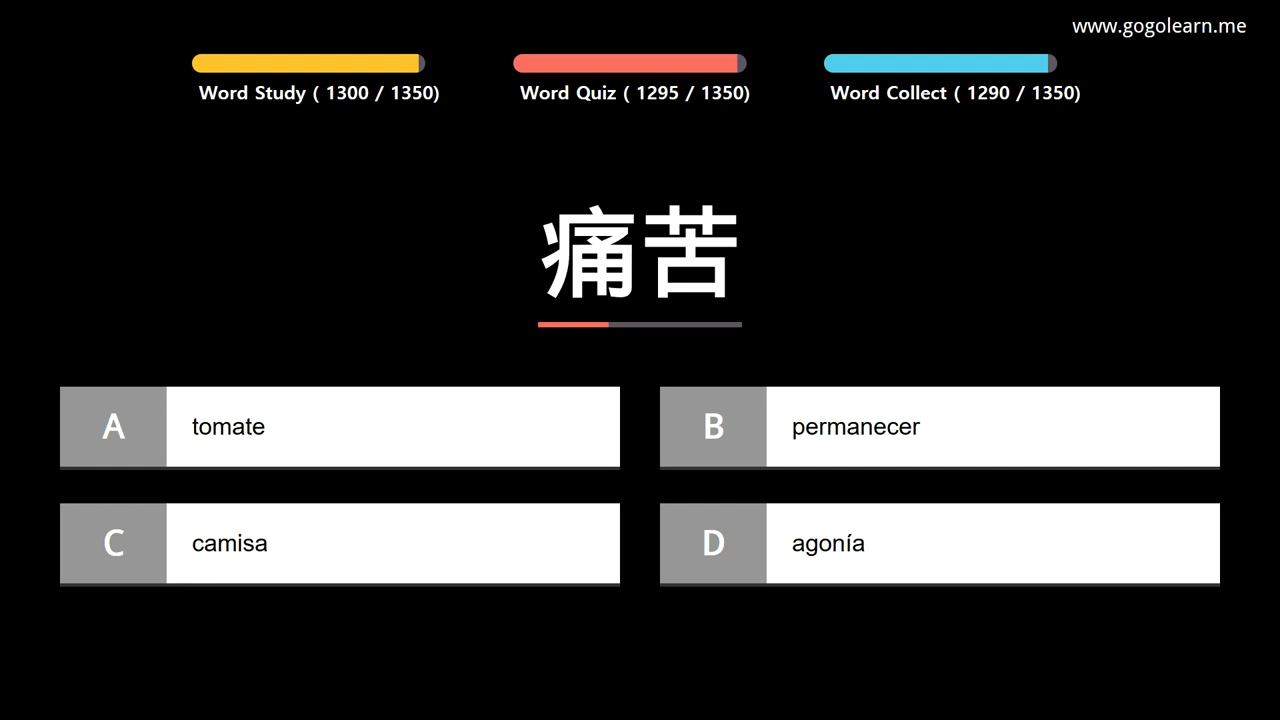 www.gogolearn.me
Word Study ( 1300 / 1350)
Word Quiz ( 1295 / 1350)
Word Collect ( 1290 / 1350)
痛苦
A tomate
B permanecer
C camisa
D agonía